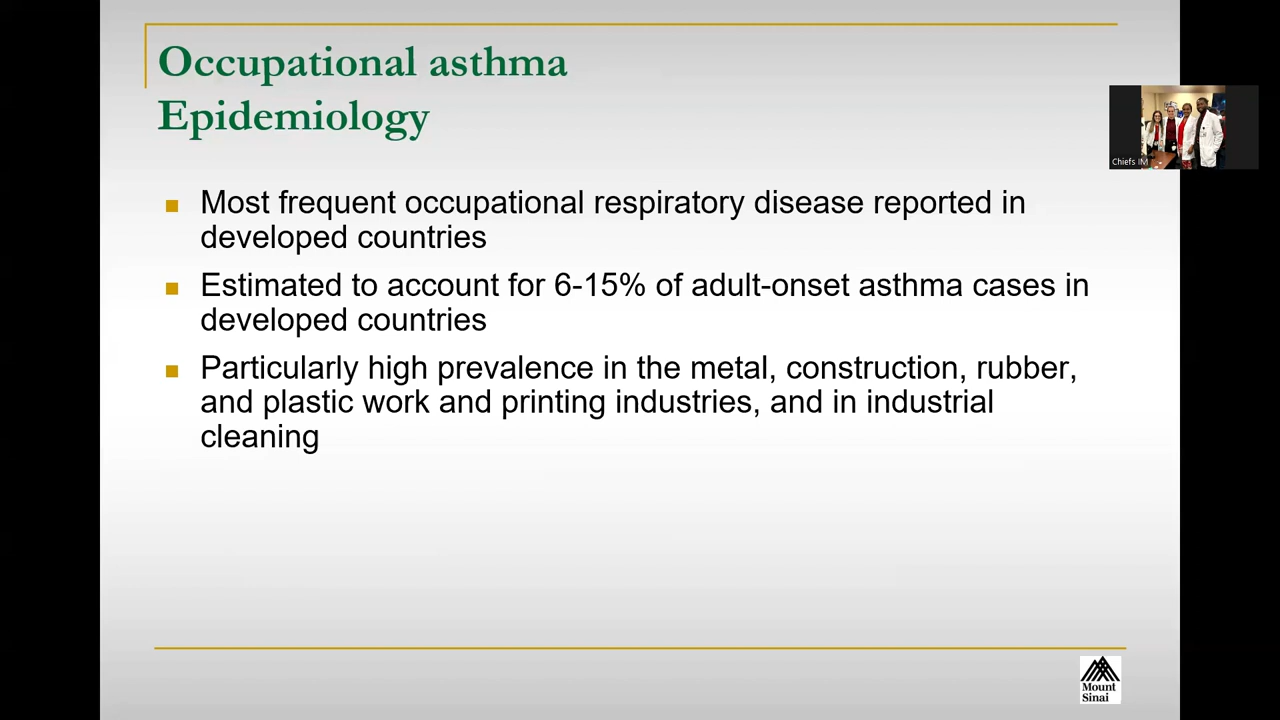 Occupational asthma
Epidemiology
Most frequent occupational respiratory disease reported in
developed countries
Estimated to account for 6-15% of adult-onset asthma cases in
developed countries
Particularly high prevalence in the metal, construction, rubber,
and plastic work and printing industries, and in industrial
cleaning
Chiefs IM
Mount
Sinai